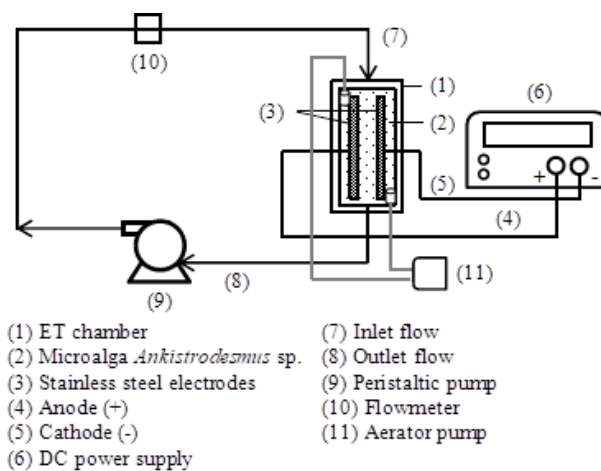 (7)
(10)
(1)
(6)
(3)
(2)
(5)
+
-
(4)
(8)
(11)
(9)
(1) ET chamber
(2) Microalga Ankistrodesmus sp.
(3) Stainless steel electrodes
(4) Anode (+)
(5) Cathode (-)
(6) DC power supply
(7) Inlet flow
(8) Outlet flow
(9) Peristaltic pump
(10) Flowmeter
(11) Aerator pump